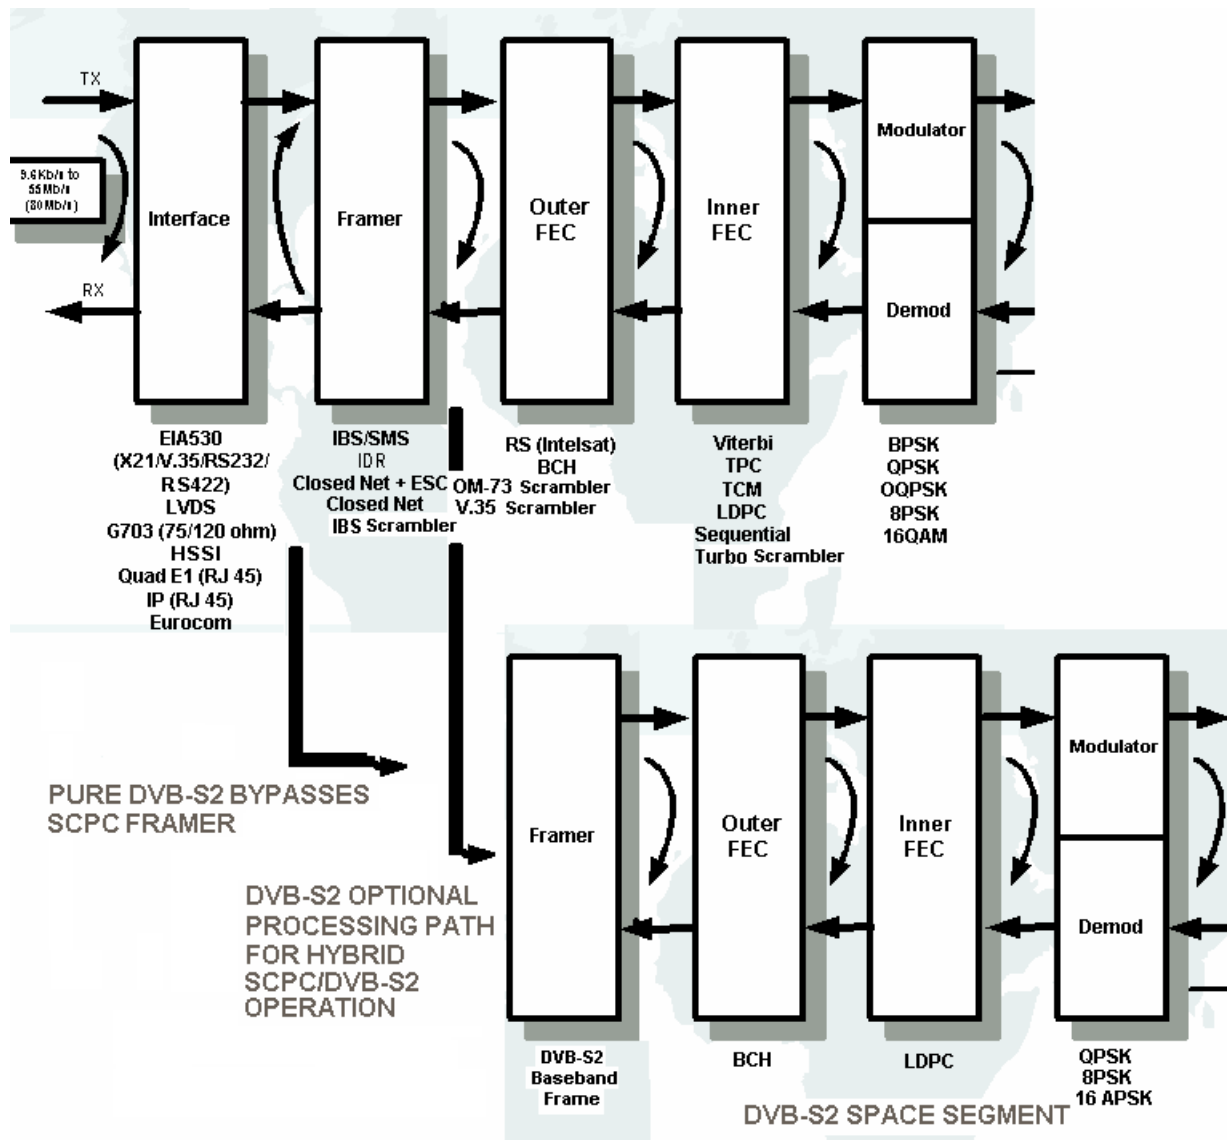 TX
9.6Kb/s to
55Mb/s
(80Mb/s)
RX
Interface
Framer
Outer
FEC
Inner
FEC
Modulator
Demod
EIA530
(X21/V.35/RS232/
RS422)
LVDS
G703 (75/120 ohm)
HSSI
Quad E1 (RJ 45)
IP (RJ 45)
Eurocom
IBS/SMS
IDR
Closed Net + ESC
Closed Net
IBS Scrambler
RS (Intelsat)
BCH
OM-73 Scrambler
V.35 Scrambler
Viterbi
TPC
TCM
LDPC
Sequential
Turbo Scrambler
BPSK
QPSK
OQPSK
8PSK
16QAM
PURE DVB-S2 BYPASSES
SCPC FRAMER
DVB-S2 OPTIONAL
PROCESSING PATH
FOR HYBRID
SCPC/DVB-S2
OPERATION
Framer
Outer
FEC
Inner
FEC
Modulator
Demod
DVB-S2
Baseband
Frame
BCH
LDPC
QPSK
8PSK
16 APSK
DVB-S2 SPACE SEGMENT